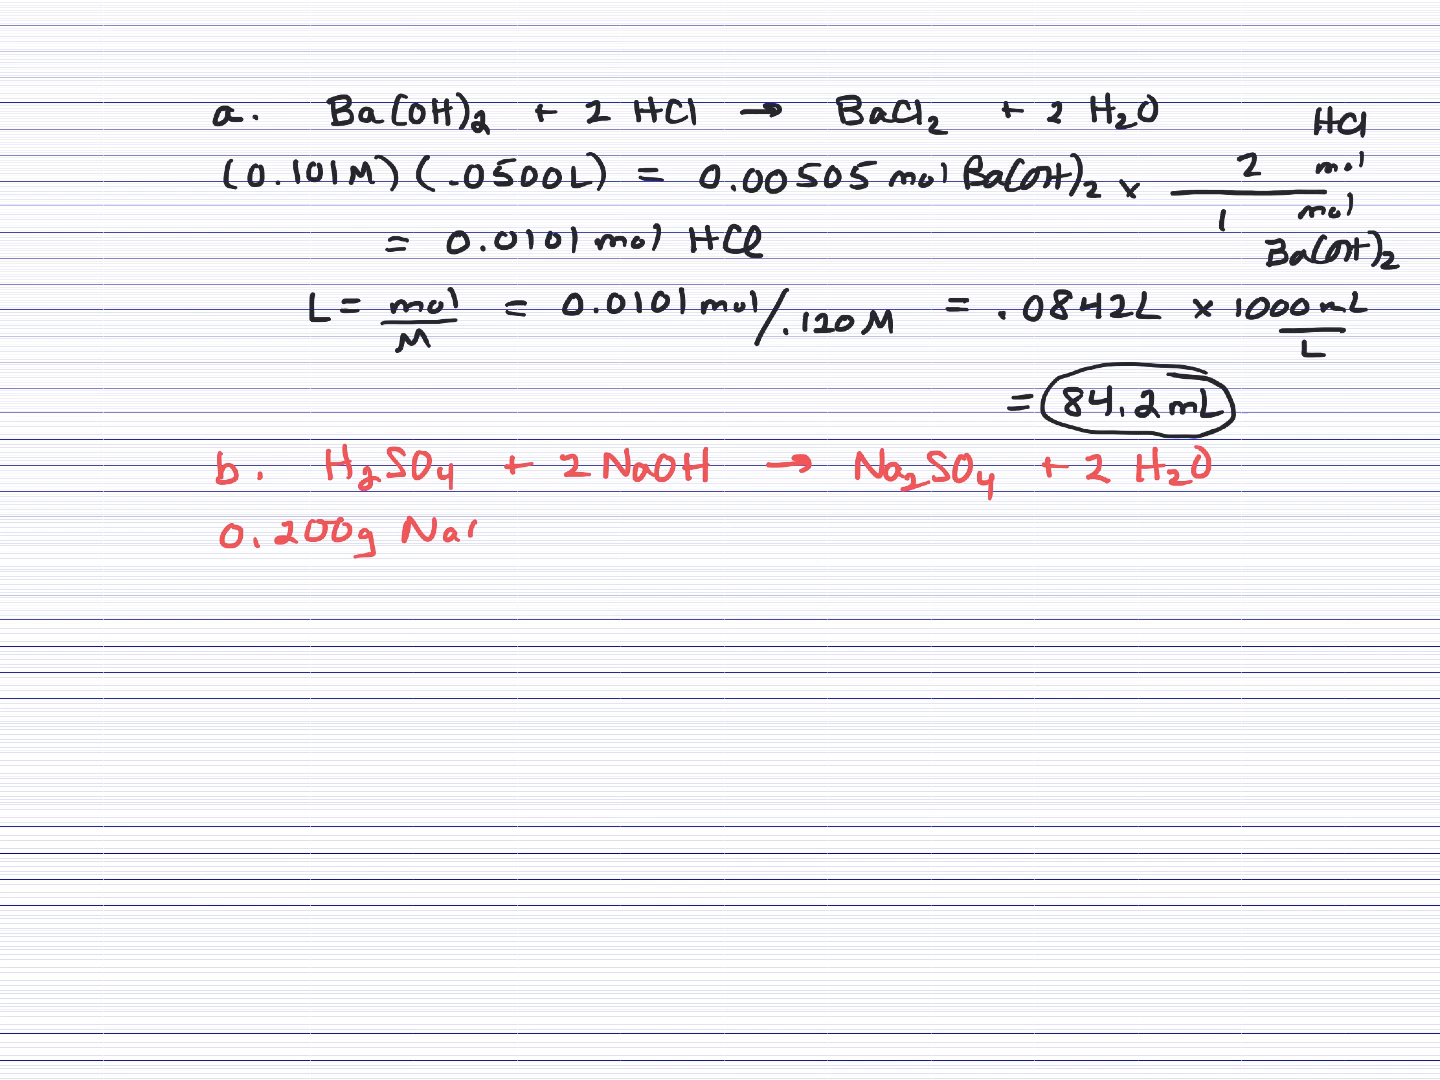 a. Ba(OH)₂ + 2 HCl → BaCl₂ + 2 H₂O
(0.101M)(.0500L) = 0.00505 mol Ba(OH)₂ x 2 mol HCl / 1 mol Ba(OH)₂
= 0.0101 mol HCl
L = mol / M = 0.0101 mol / .120 M = .0842L x 1000 mL / L
= 84.2 mL
b. H₂SO₄ + 2 NaOH → Na₂SO₄ + 2 H₂O
0.200g Na